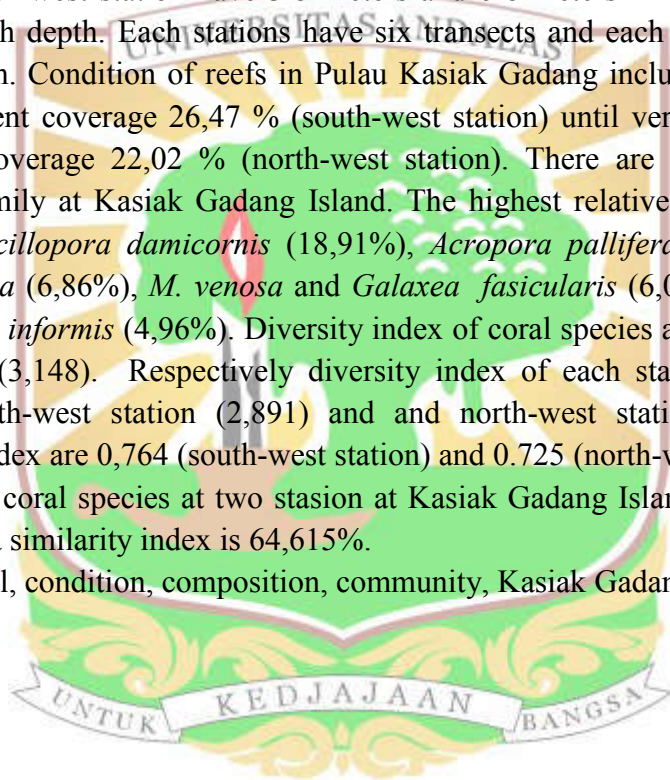 west station
h depth. Each stations have six transects and each
UNIVERSITAS ANDALAS
n. Condition of reefs in Pulau Kasiak Gadang inclu
ent coverage 26,47 % (south-west station) until ver
overage 22,02 % (north-west station). There are
mily at Kasiak Gadang Island. The highest relative
cillopora damicornis (18,91%), Acropora pallifera
a (6,86%), M. venosa and Galaxea fasicularis (6,0
informis (4,96%). Diversity index of coral species a
(3,148). Respectively diversity index of each sta
th-west station (2,891) and and north-west stati
dex are 0,764 (south-west station) and 0.725 (north-w
coral species at two stasion at Kasiak Gadang Islan
similarity index is 64,615%.
l, condition, composition, community, Kasiak Gadan
UNTUK KEDJAJAAN BANGSA